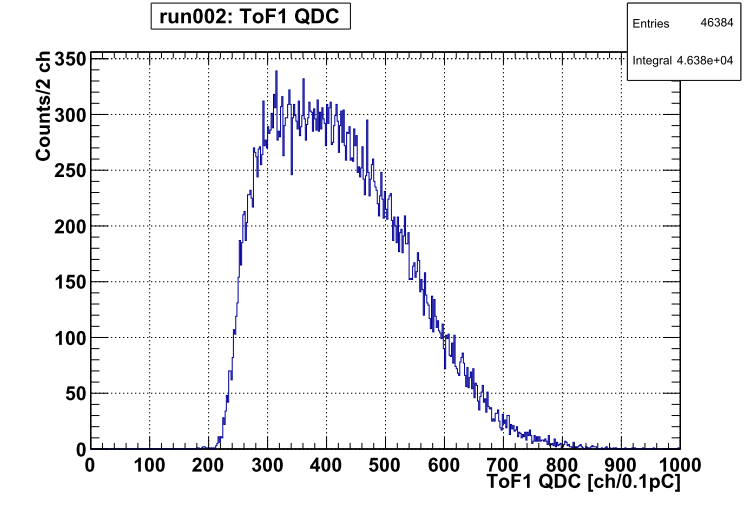 run002: ToF1 QDC
Entries 46384
Integral 4.638e+04
Counts/2 ch
350
300
250
200
150
100
50
0
0 100 200 300 400 500 600 700 800 900 1000
ToF1 QDC [ch/0.1pC]